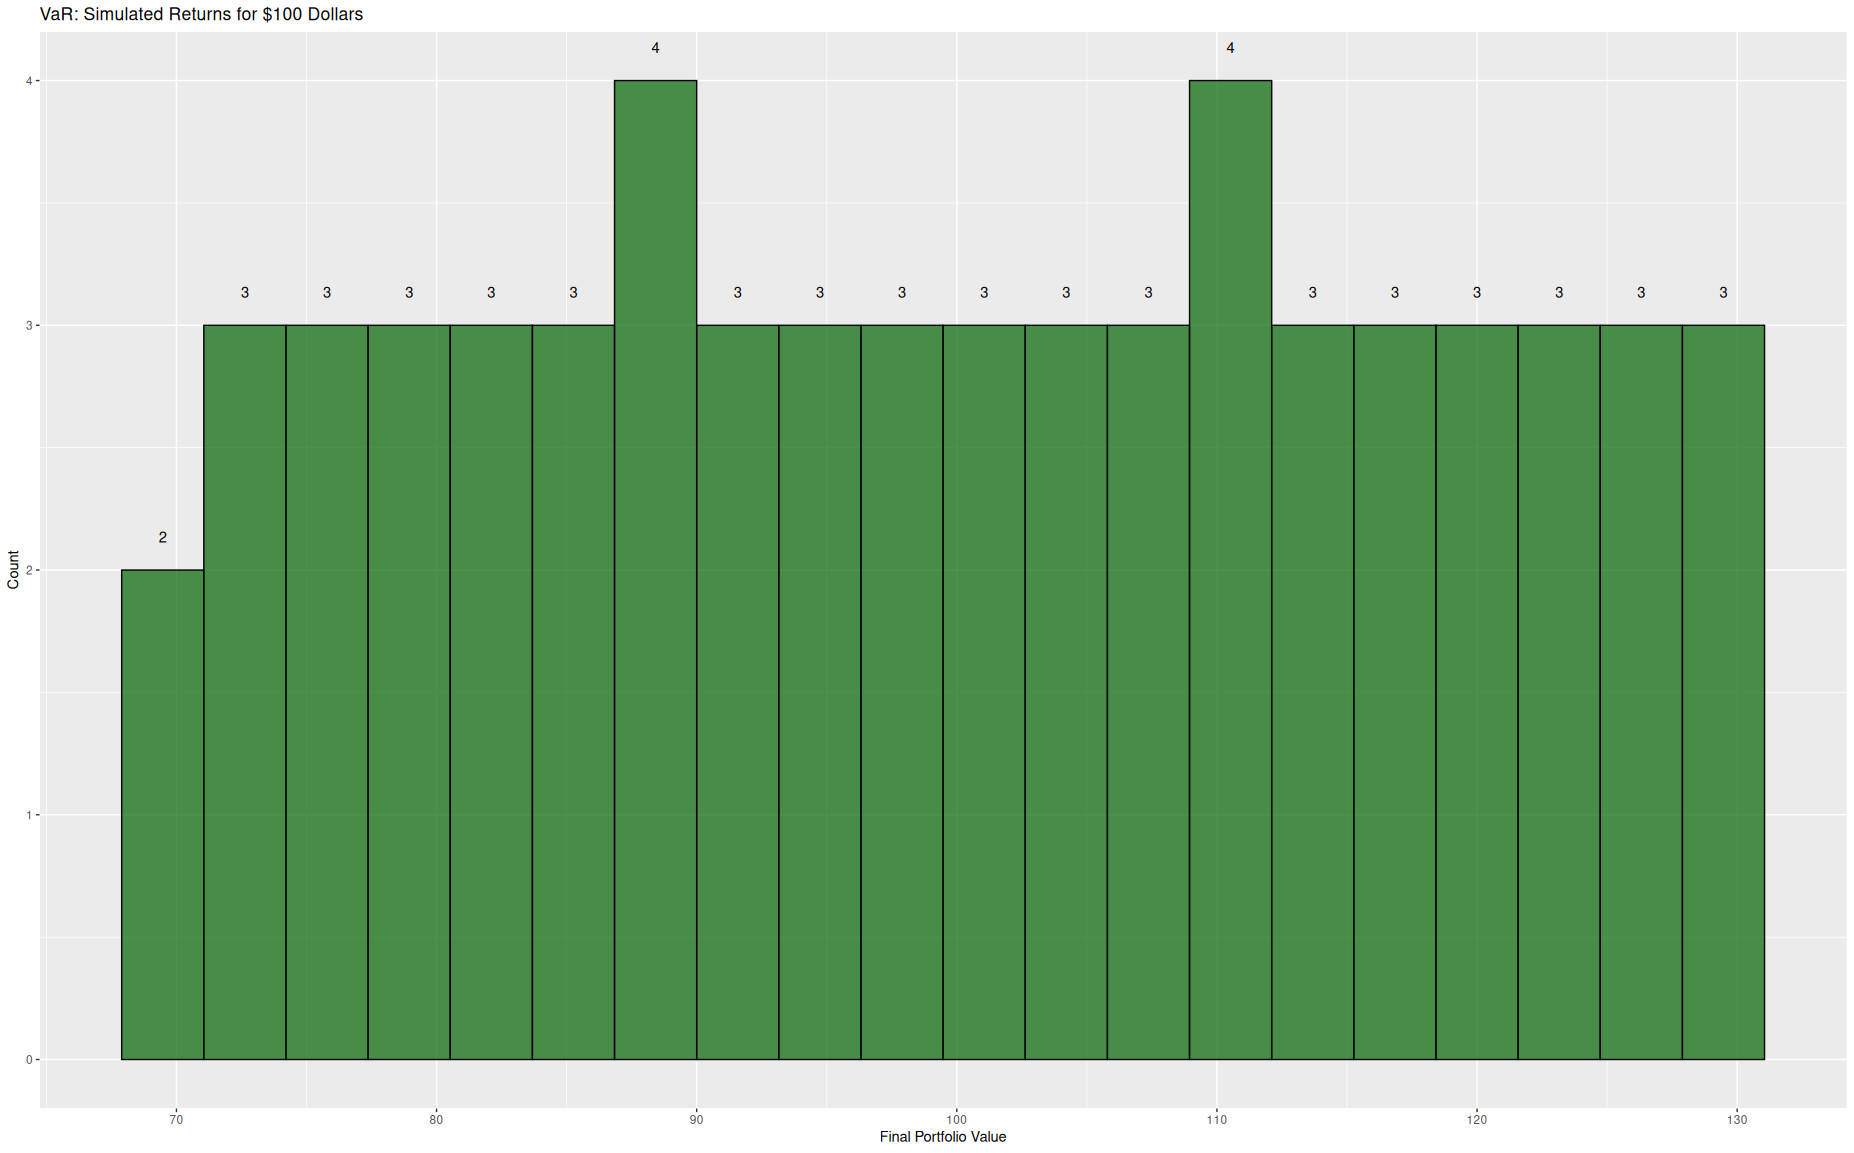 VaR: Simulated Returns for $100 Dollars
4 4
4
3 3 3 3 3 3 3 3 3 3 3 3 3 3 3 3 3
3
2
2
Count
1
0
70 80 90 100 110 120 130
Final Portfolio Value